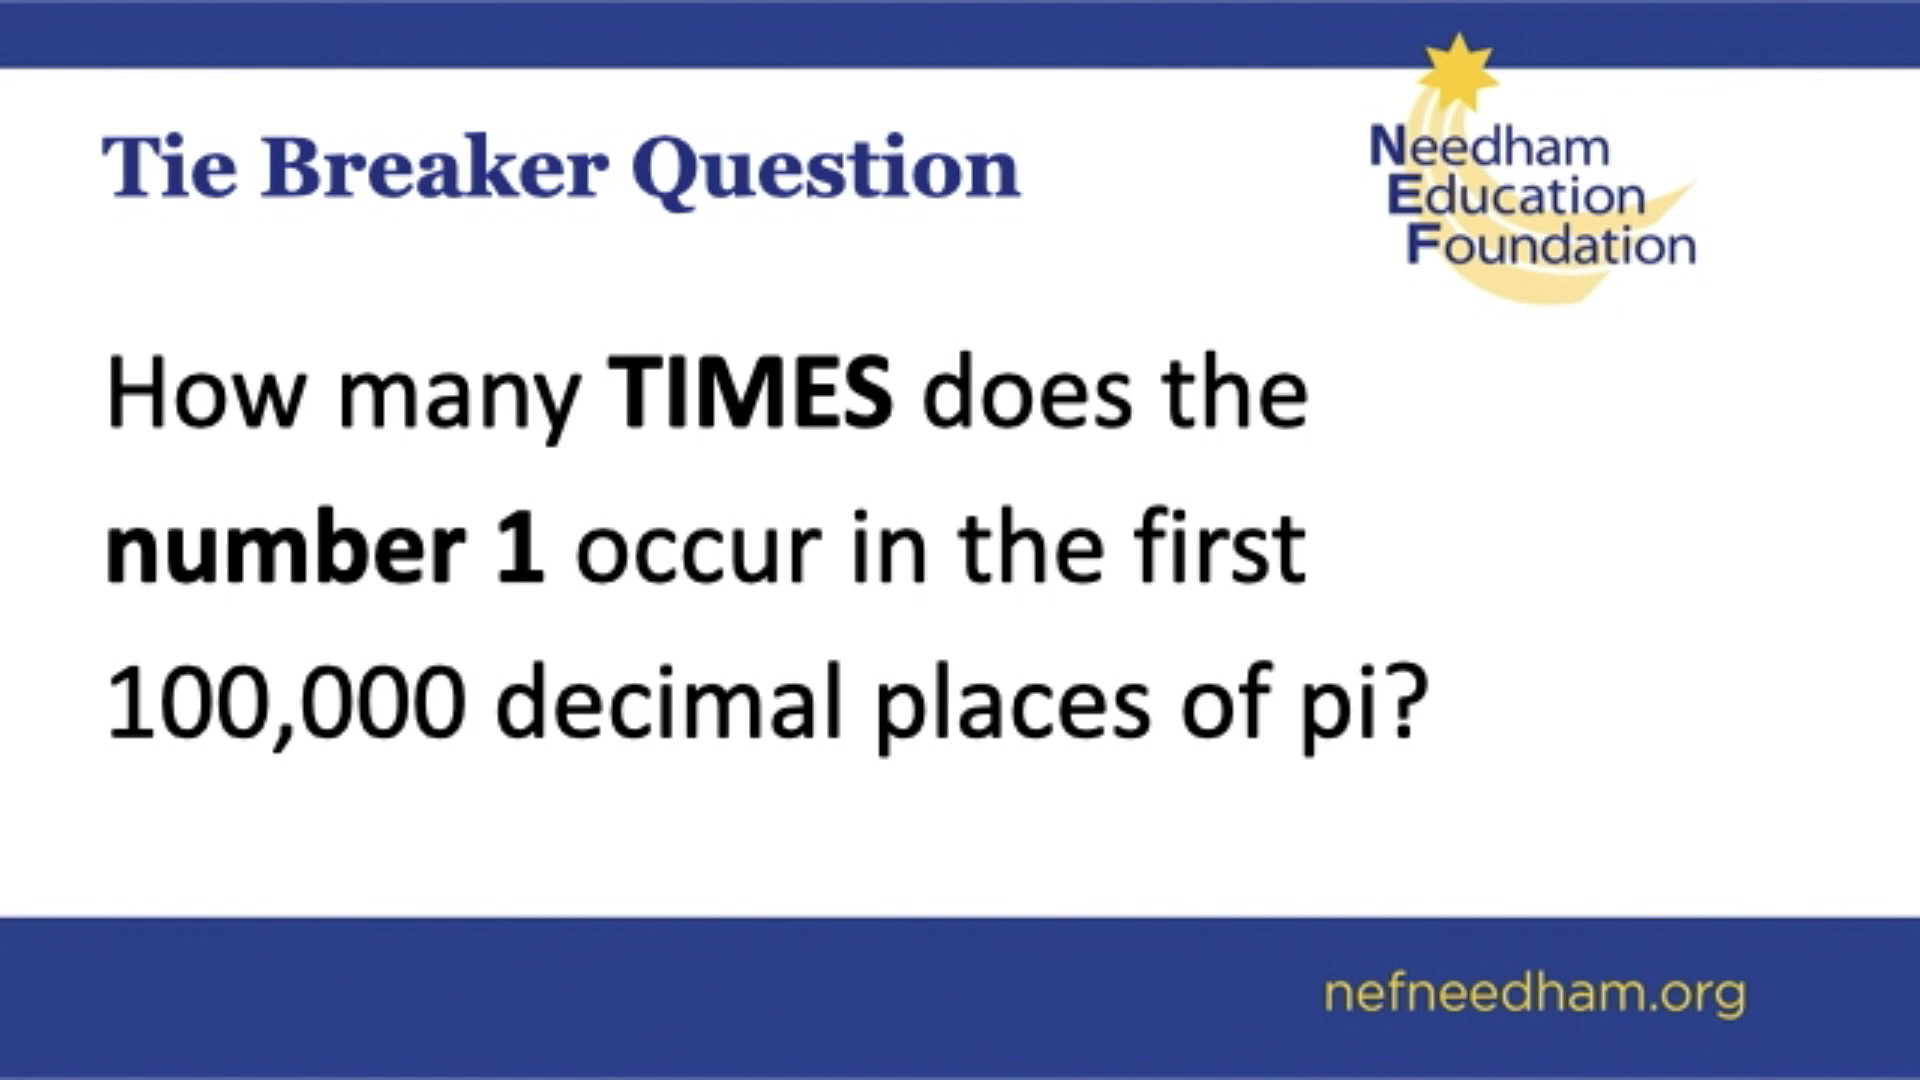 Tie Breaker Question
Needham
Education
Foundation
How many TIMES does the
number 1 occur in the first
100,000 decimal places of pi?
nefneedham.org